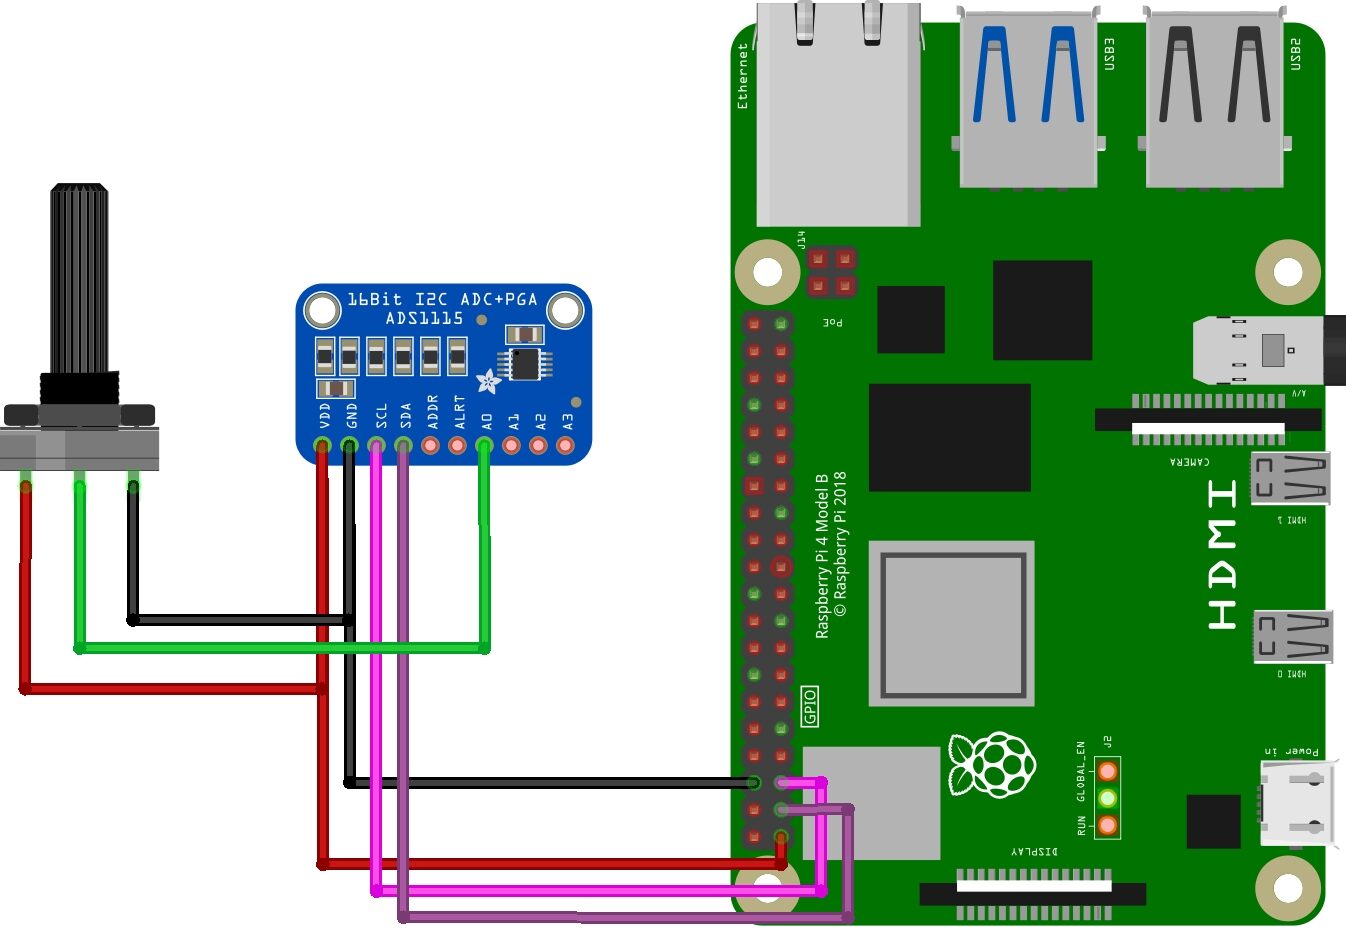 Ethernet
USB3
USB2
J14
PoE
16Bit I2C ADC+PGA
ADS1115
VDD
GND
SCL
SDA
ADDR
ALRT
A0
A1
A2
A3
A/V
CAMERA
HDMI 1
HDMI
HDMI 0
Raspberry Pi 4 Model B
© Raspberry Pi 2018
GPIO
J2
GLOBAL_EN
RUN
Power in
DISPLAY